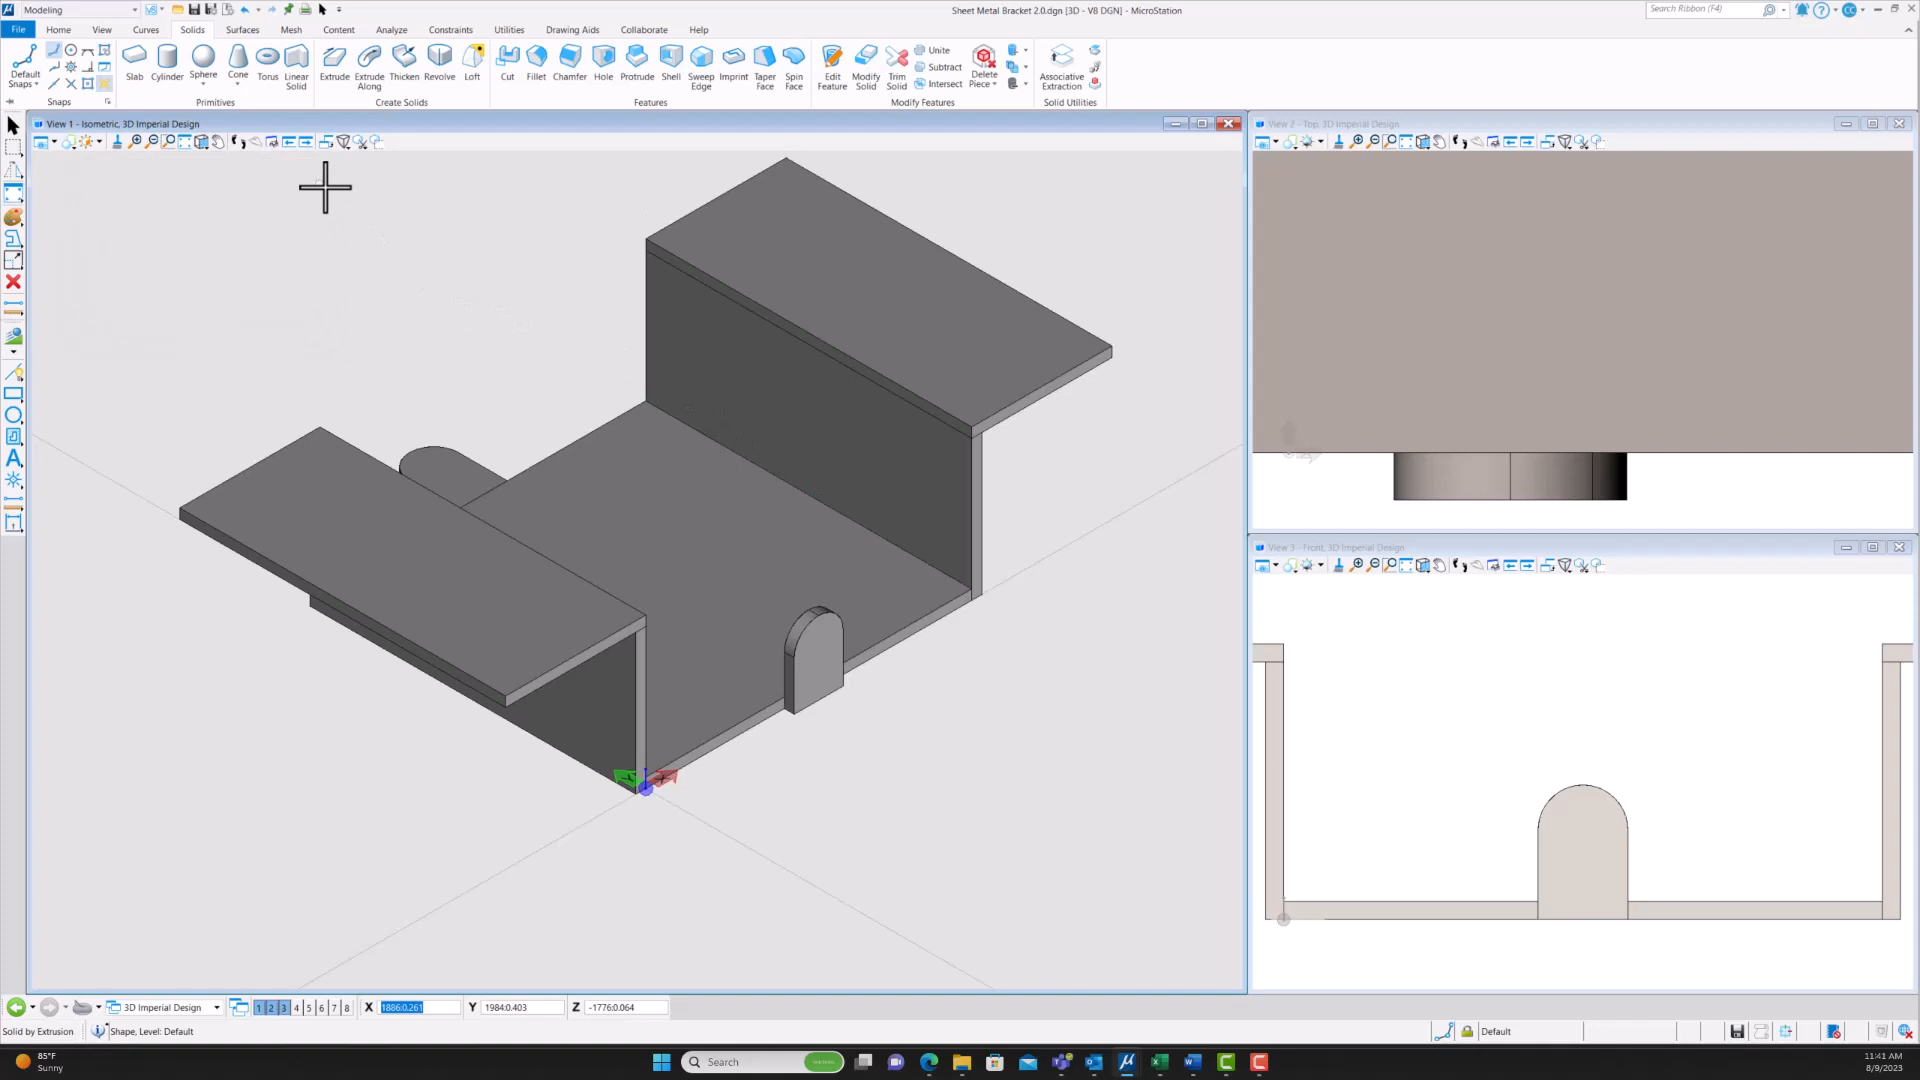 Modeling
Sheet Metal Bracket 2.0.dgn [3D - V8 DGN] - MicroStation
Search Ribbon (F4)
CC
File Home View Curves Solids Surfaces Mesh Content Analyze Constraints Utilities Drawing Aids Collaborate Help
Default Snaps
Slab Cylinder Sphere Cone Torus Linear Solid
Extrude Extrude Along Thicken Revolve Loft
Cut Fillet Chamfer Hole Protrude Shell Sweep Edge Imprint Taper Face Spin Face
Edit Feature Modify Solid Trim Solid
Unite
Subtract
Intersect
Delete Piece
Associative Extraction
Snaps Primitives Create Solids Features Modify Features Solid Utilities
View 1 - Isometric, 3D Imperial Design
View 2 - Top, 3D Imperial Design
View 3 - Front, 3D Imperial Design
3D Imperial Design 1 2 3 4 5 6 7 8 X 1886:0.261 Y 1984:0.403 Z -1776:0.064
Solid by Extrusion Shape, Level: Default Default
85°F
Sunny
Search
11:41 AM
8/9/2023